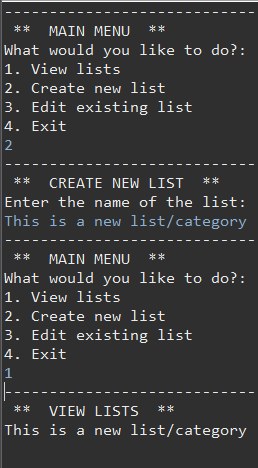 ----------------------------
** MAIN MENU **
What would you like to do?:
1. View lists
2. Create new list
3. Edit existing list
4. Exit
2
----------------------------
** CREATE NEW LIST **
Enter the name of the list:
This is a new list/category
----------------------------
** MAIN MENU **
What would you like to do?:
1. View lists
2. Create new list
3. Edit existing list
4. Exit
1
----------------------------
** VIEW LISTS **
This is a new list/category